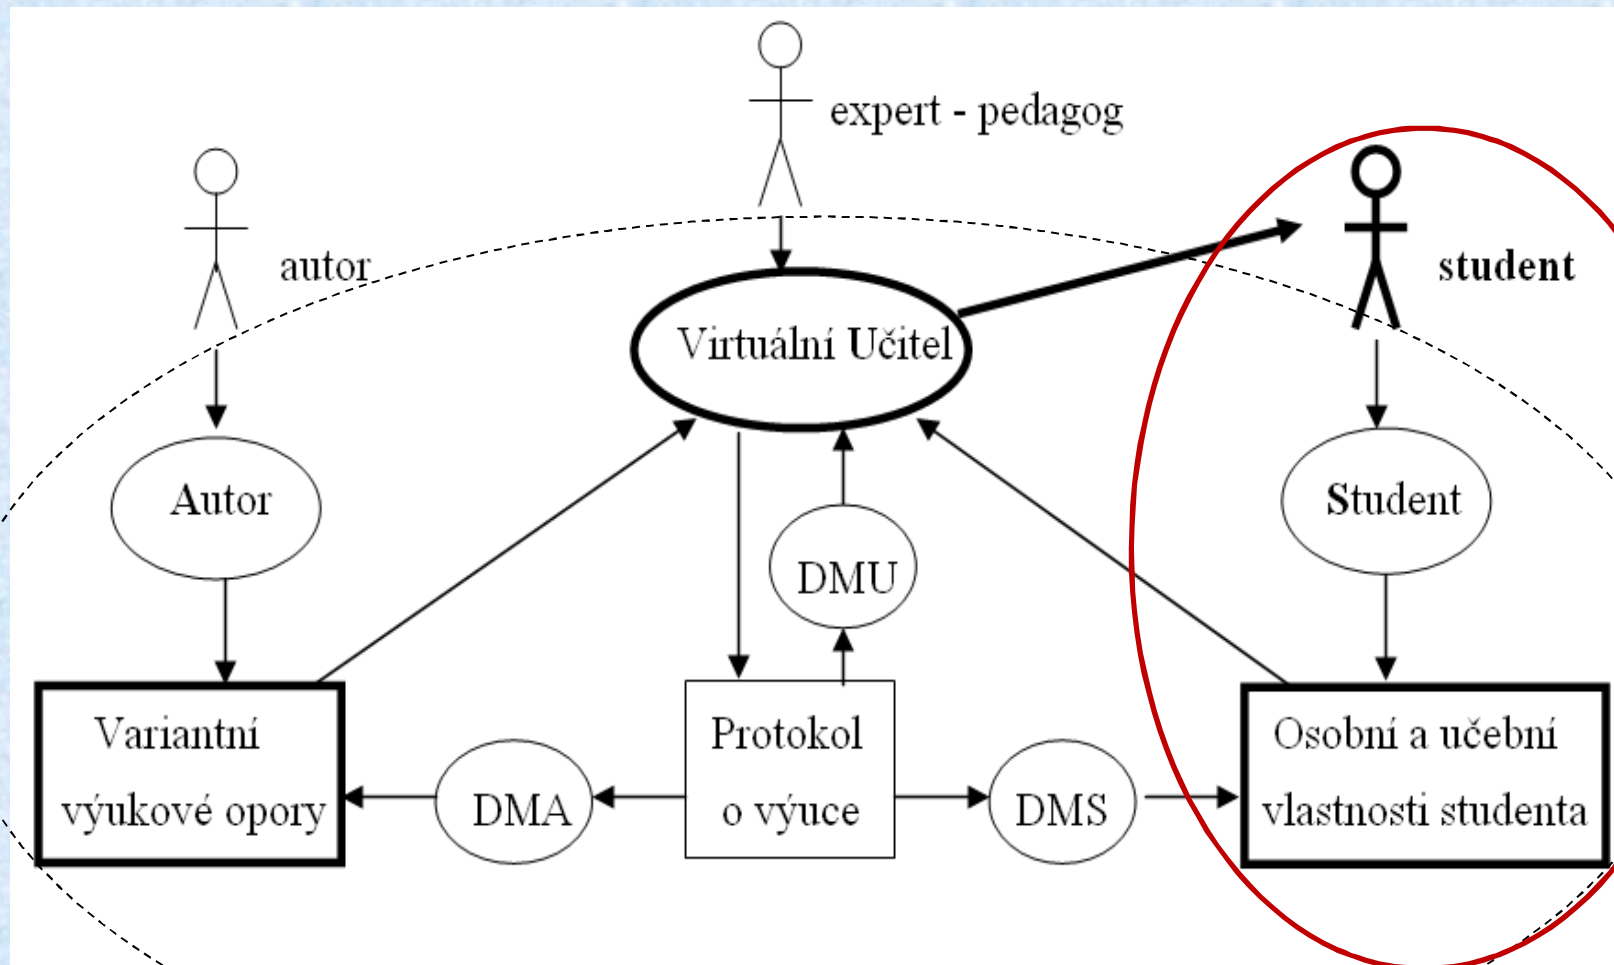 expert - pedagog
autor
student
Virtuální Učitel
Autor
Student
DMU
Variantní
výukové opory
DMA
Protokol
o výuce
DMS
Osobní a učební
vlastnosti studenta